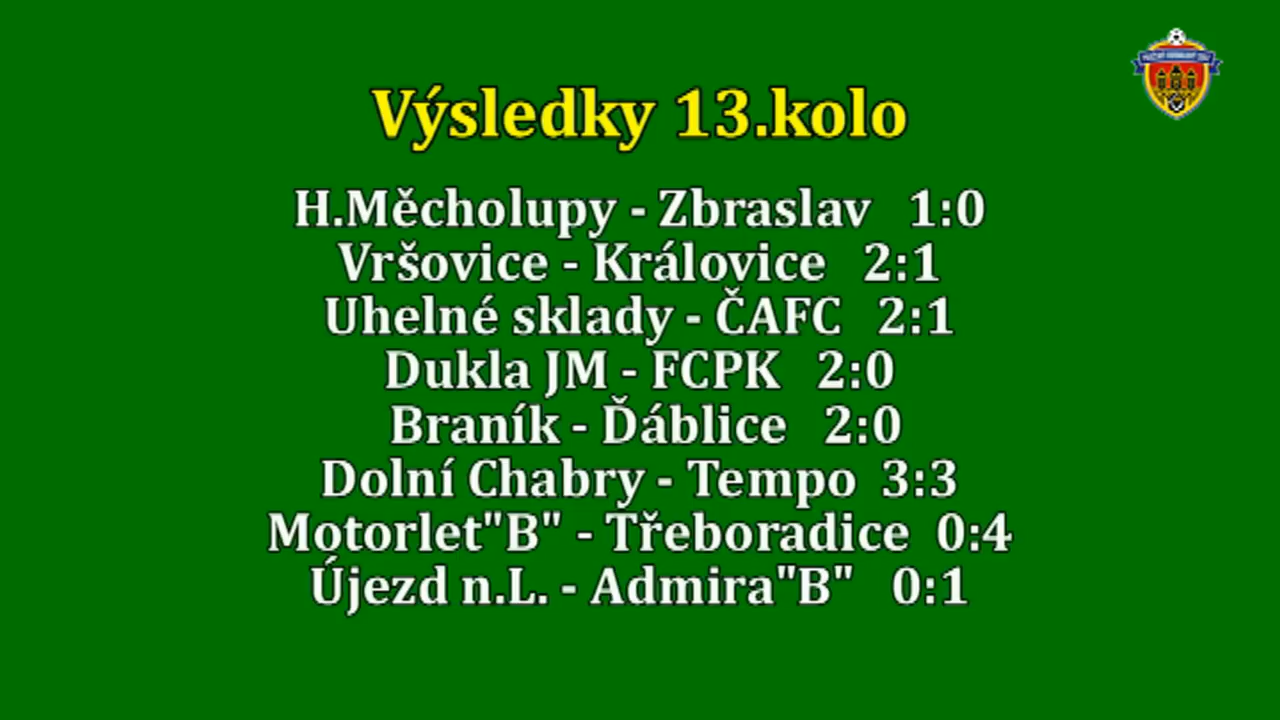 Výsledky 13.kolo
H.Měcholupy - Zbraslav 1:0
Vršovice - Královice 2:1
Uhelné sklady - ČAFC 2:1
Dukla JM - FCPK 2:0
Braník - Ďáblice 2:0
Dolní Chabry - Tempo 3:3
Motorlet"B" - Třeboradice 0:4
Újezd n.L. - Admira"B" 0:1